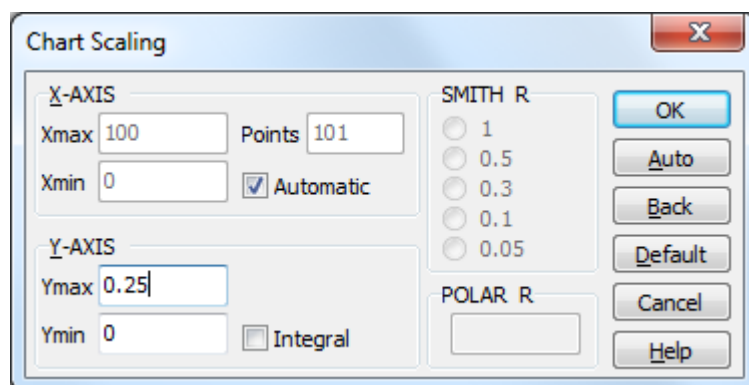 Chart Scaling
X-AXIS
Xmax 100 Points 101
Xmin 0 Automatic
Y-AXIS
Ymax 0.25
Ymin 0 Integral
SMITH R
1
0.5
0.3
0.1
0.05
POLAR R
OK
Auto
Back
Default
Cancel
Help